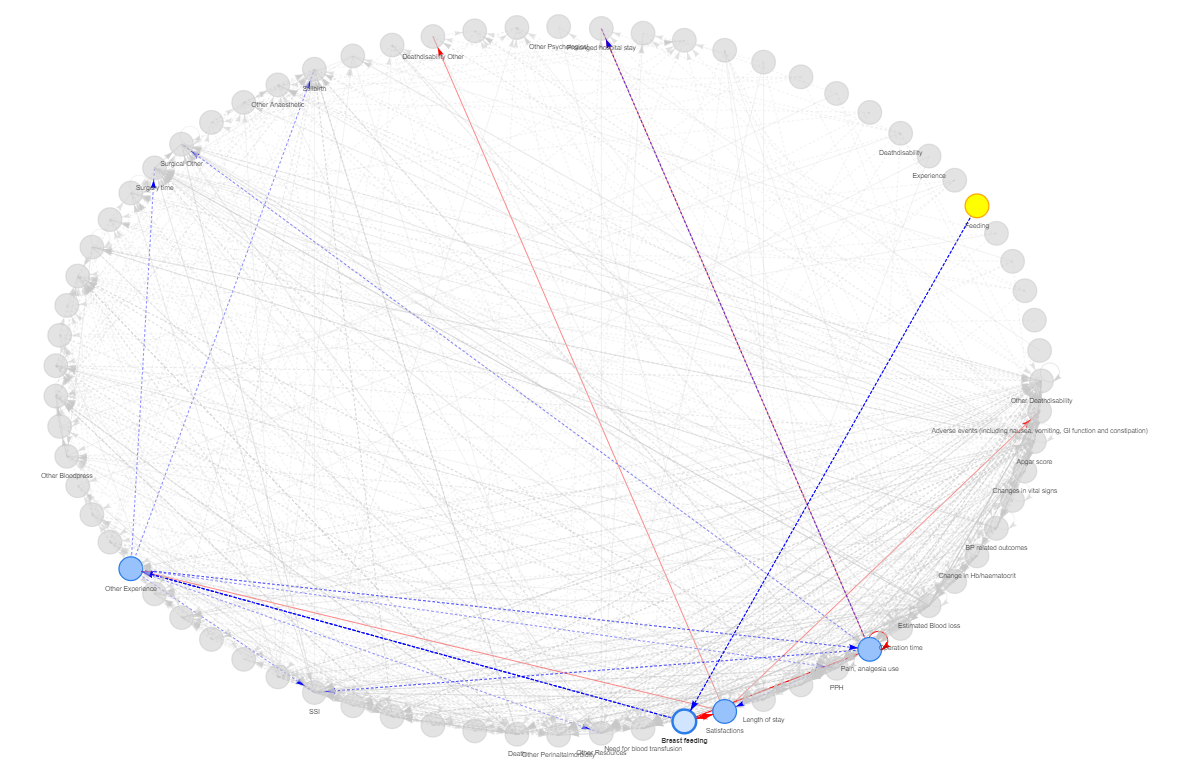 Other Psychological
Prolonged hospital stay
Deathdisability Other
Stillbirth
Other Anaesthetic
Deathdisability
Surgical Other
Experience
Surgery time
Feeding
Other Deathdisability
Adverse events (including nausea, vomiting, GI function and constipation)
Apgar score
Other Bloodpress
Changes in vital signs
BP related outcomes
Change in Hb/haematocrit
Other Experience
Estimated Blood loss
Operation time
Pain, analgesia use
PPH
SSI
Length of stay
Satisfactions
Breast feeding
Need for blood transfusion
Other Resources
Death